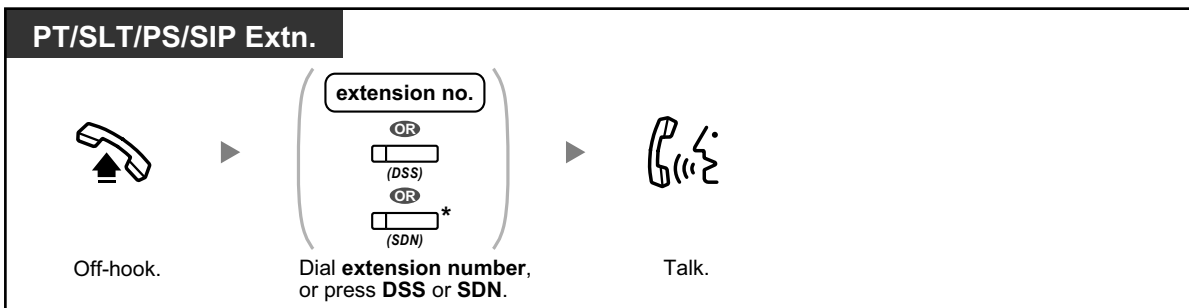 PT/SLT/PS/SIP Extn.
extension no.
OR
(DSS)
OR
*
(SDN)
Off-hook.
Dial extension number,
or press DSS or SDN.
Talk.